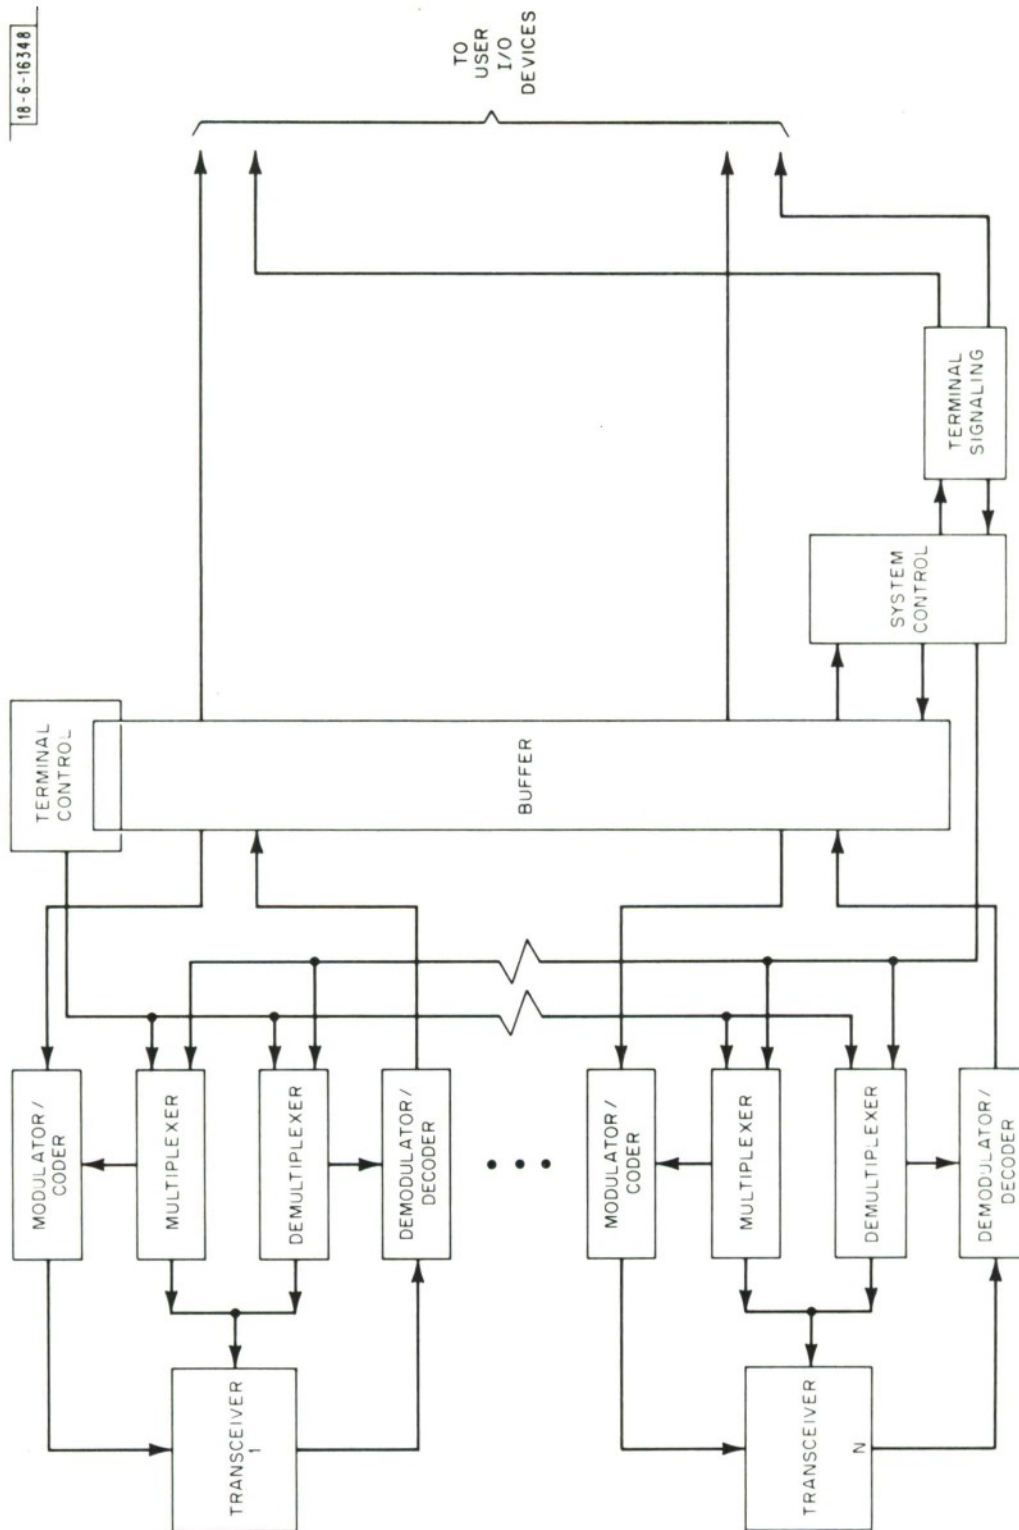 18-6-16348
TO
USER
I/O
DEVICES
TERMINAL
CONTROL
BUFFER
SYSTEM
CONTROL
TERMINAL
SIGNALING
MODULATOR/
CODER
MULTIPLEXER
DEMULTIPLEXER
DEMODULATOR/
DECODER
TRANSCEIVER
1
MODULATOR/
CODER
MULTIPLEXER
DEMULTIPLEXER
DEMODULATOR/
DECODER
TRANSCEIVER
N